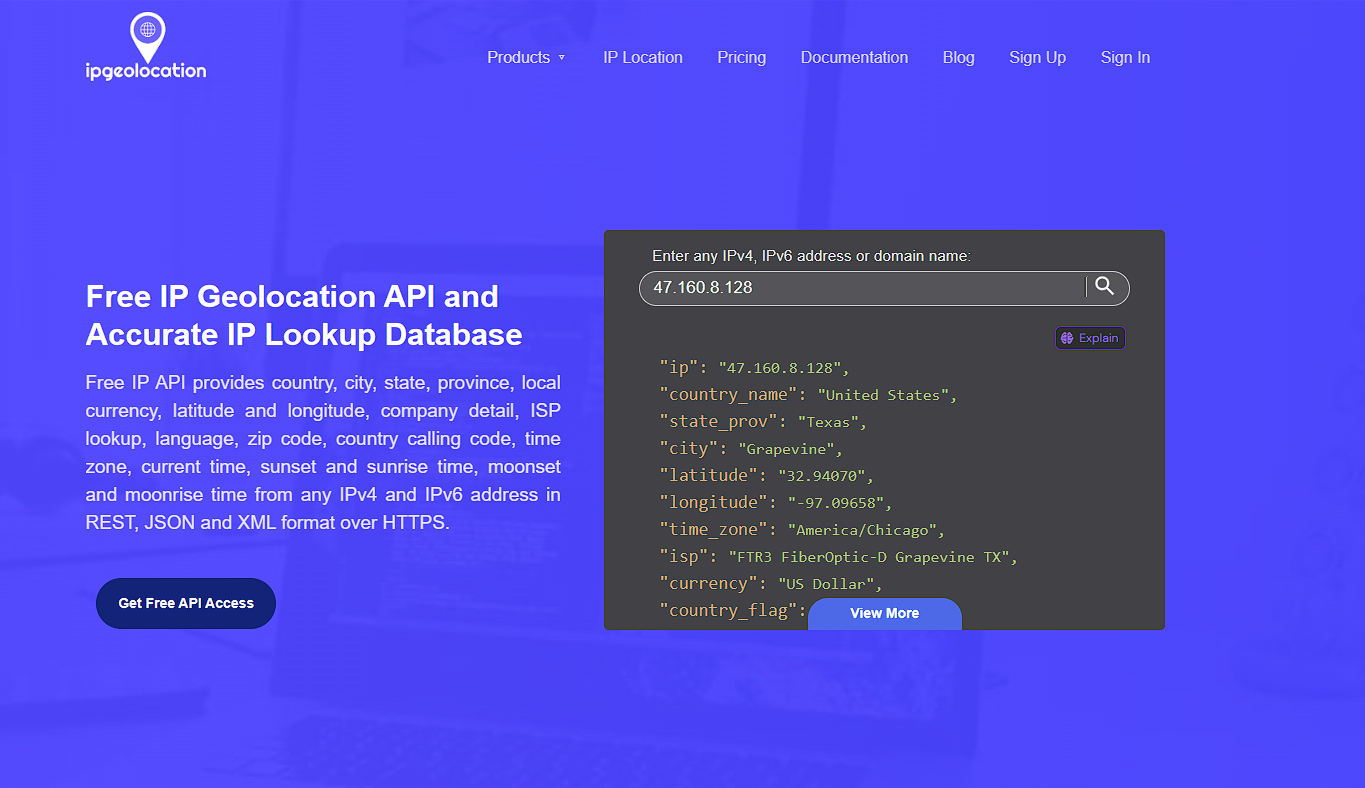 ipgeolocation
Products ▿ IP Location Pricing Documentation Blog Sign Up Sign In
Free IP Geolocation API and
Accurate IP Lookup Database
Free IP API provides country, city, state, province, local
currency, latitude and longitude, company detail, ISP
lookup, language, zip code, country calling code, time
zone, current time, sunset and sunrise time, moonset
and moonrise time from any IPv4 and IPv6 address in
REST, JSON and XML format over HTTPS.
Get Free API Access
Enter any IPv4, IPv6 address or domain name:
47.160.8.128
Explain
"ip": "47.160.8.128",
"country_name": "United States",
"state_prov": "Texas",
"city": "Grapevine",
"latitude": "32.94070",
"longitude": "-97.09658",
"time_zone": "America/Chicago",
"isp": "FTR3 FiberOptic-D Grapevine TX",
"currency": "US Dollar",
"country_flag":
View More